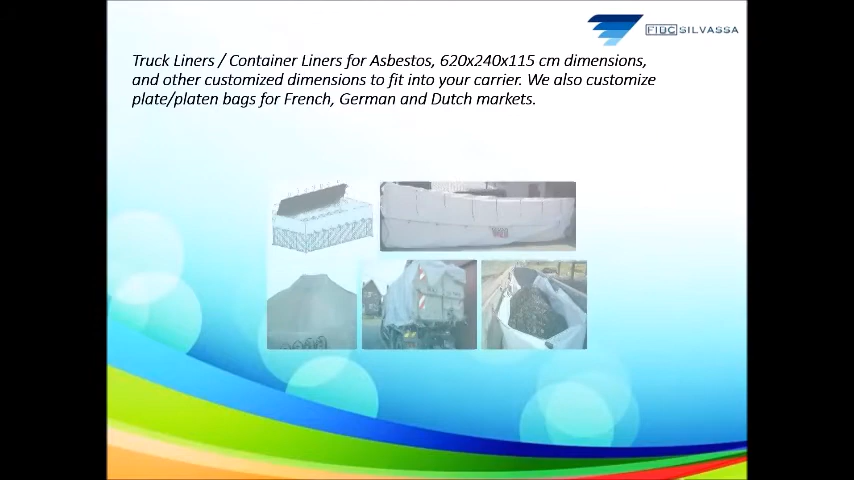 FIBC SILVASSA
Truck Liners / Container Liners for Asbestos, 620x240x115 cm dimensions,
and other customized dimensions to fit into your carrier. We also customize
plate/platen bags for French, German and Dutch markets.